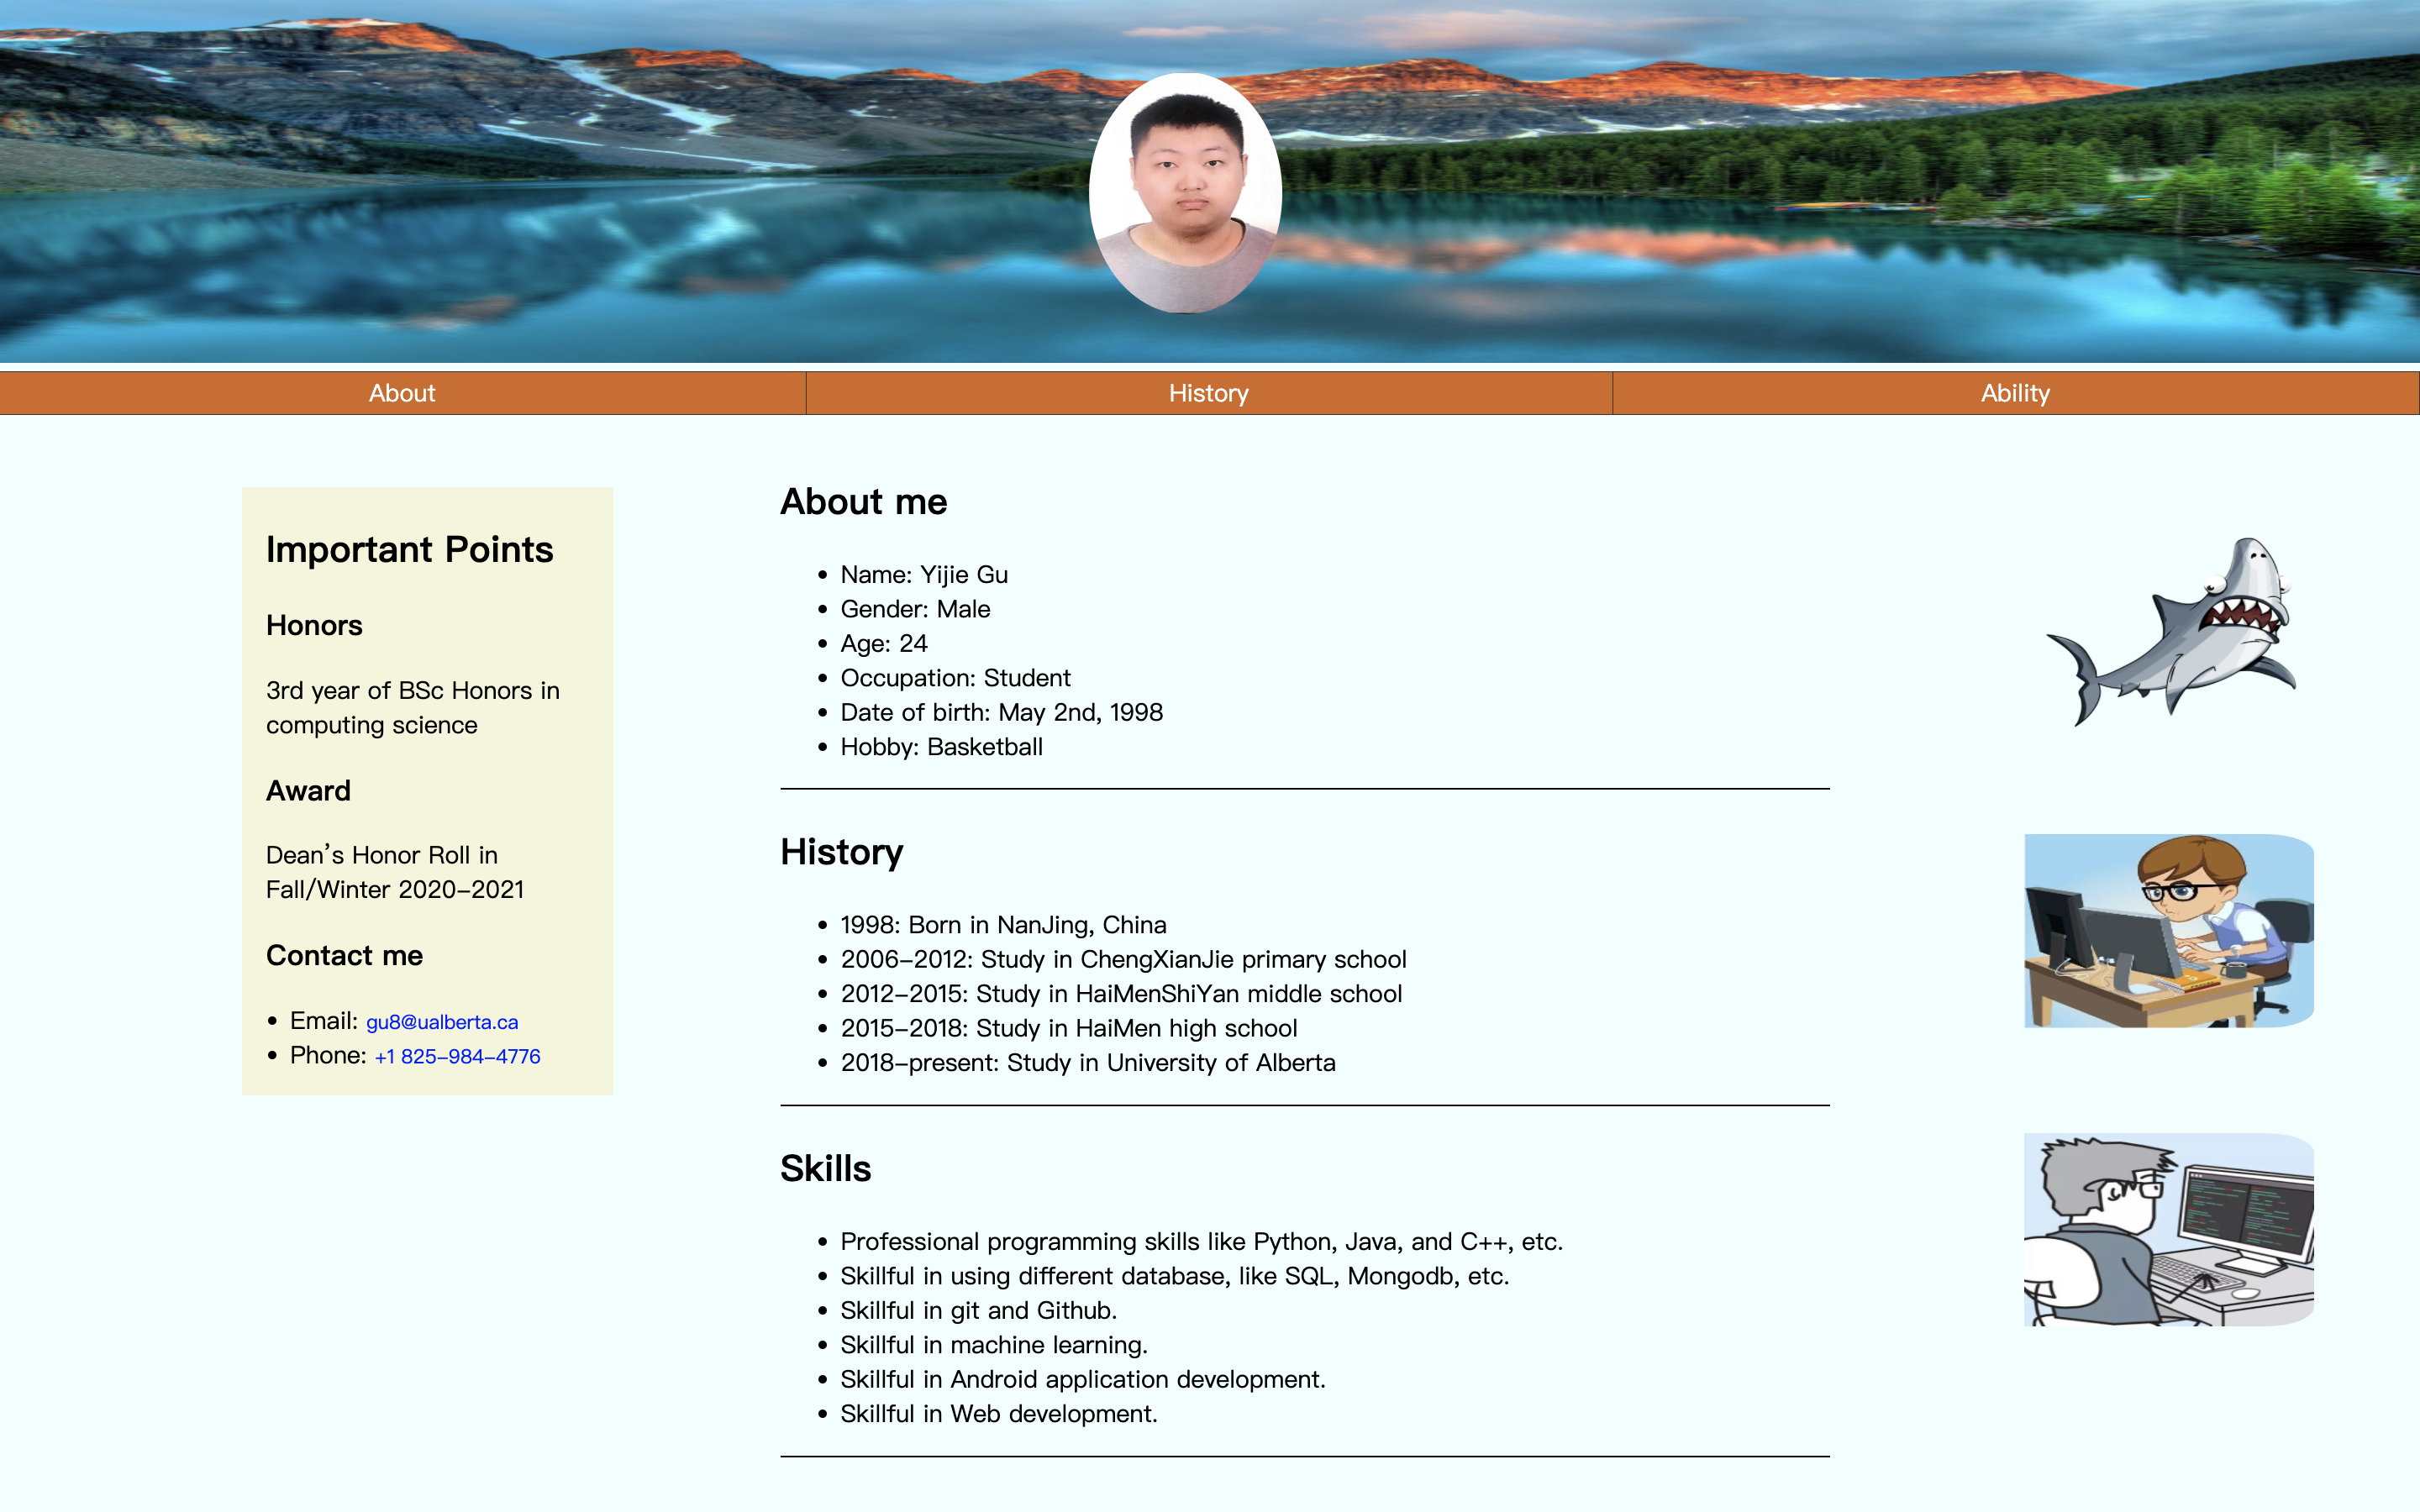 About
History
Ability
Important Points
Honors
3rd year of BSc Honors in
computing science
Award
Dean's Honor Roll in
Fall/Winter 2020-2021
Contact me
Email: gu8@ualberta.ca
Phone: +1 825-984-4776
About me
Name: Yijie Gu
Gender: Male
Age: 24
Occupation: Student
Date of birth: May 2nd, 1998
Hobby: Basketball
History
1998: Born in NanJing, China
2006-2012: Study in ChengXianJie primary school
2012-2015: Study in HaiMenShiYan middle school
2015-2018: Study in HaiMen high school
2018-present: Study in University of Alberta
Skills
Professional programming skills like Python, Java, and C++, etc.
Skillful in using different database, like SQL, Mongodb, etc.
Skillful in git and Github.
Skillful in machine learning.
Skillful in Android application development.
Skillful in Web development.